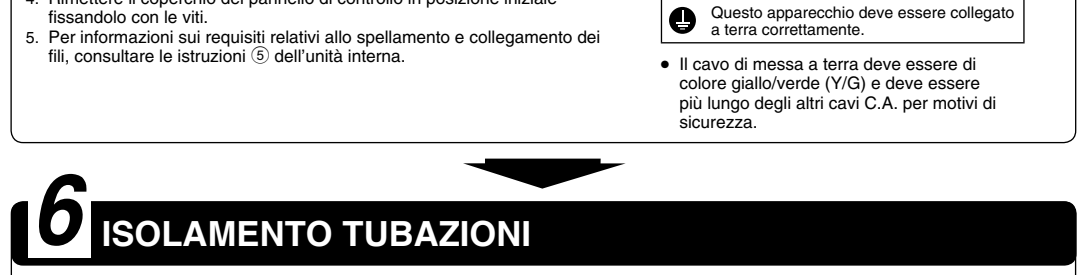 4. Rimettere il coperchio del pannello di controllo in posizione iniziale
fissandolo con le viti.
5. Per informazioni sui requisiti relativi allo spellamento e collegamento dei
fili, consultare le istruzioni ⑤ dell'unità interna.
Questo apparecchio deve essere collegato
a terra correttamente.
• Il cavo di messa a terra deve essere di
colore giallo/verde (Y/G) e deve essere
più lungo degli altri cavi C.A. per motivi di
sicurezza.
6 ISOLAMENTO TUBAZIONI